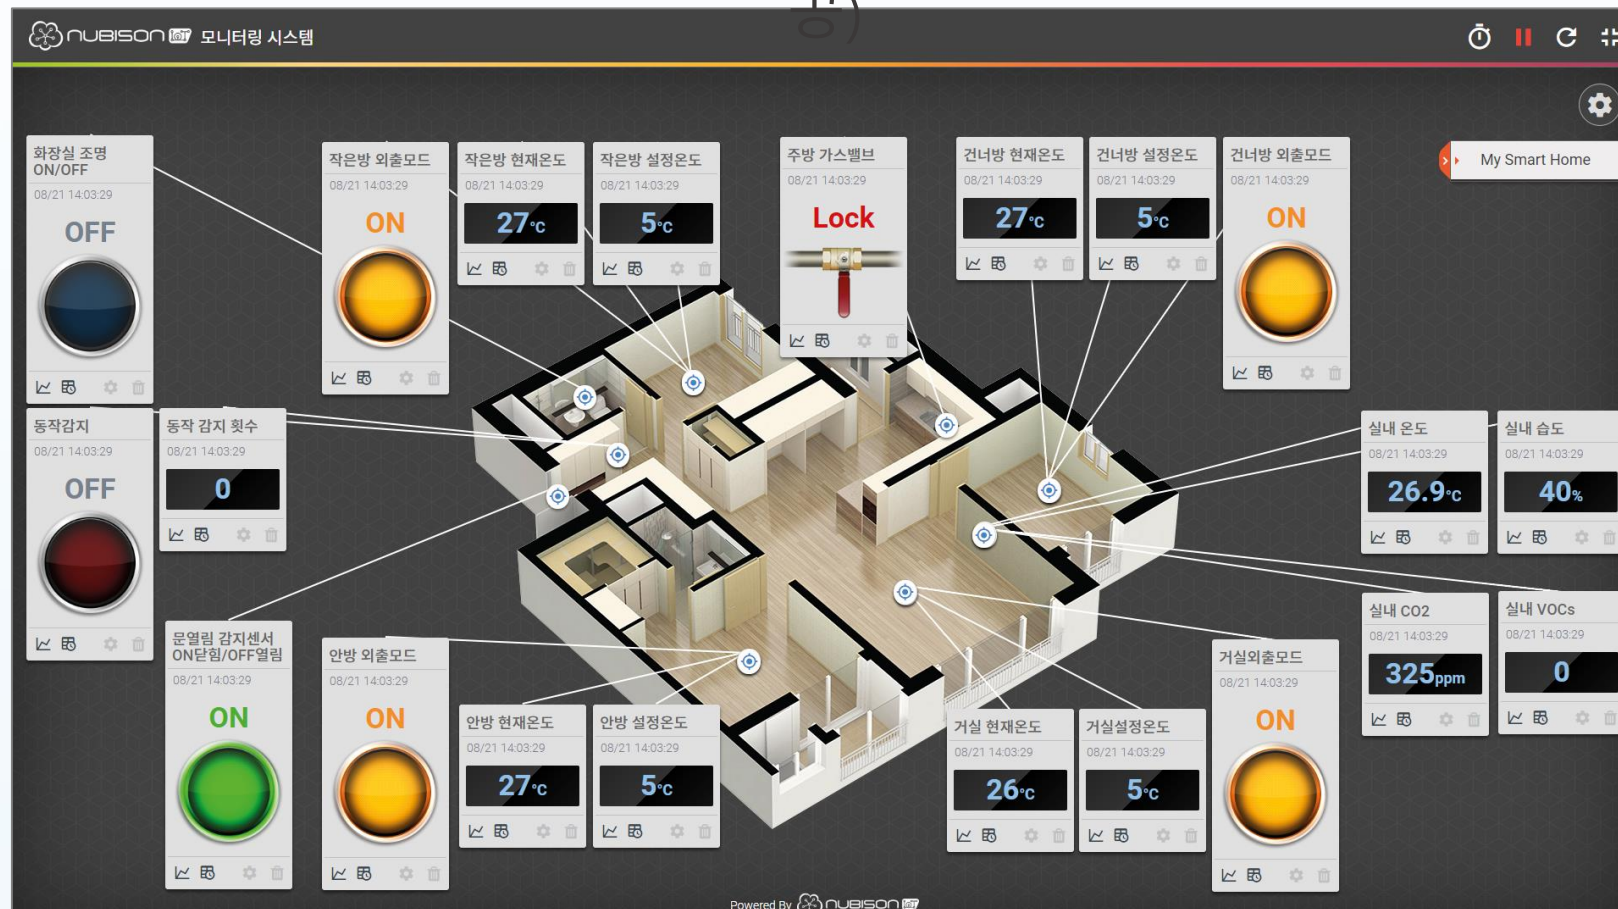 nUBISON IoT 모니터링 시스템
My Smart Home
화장실 조명
ON/OFF
08/21 14:03:29
OFF
작은방 외출모드
08/21 14:03:29
ON
작은방 현재온도
08/21 14:03:29
27°C
작은방 설정온도
08/21 14:03:29
5°C
주방 가스밸브
08/21 14:03:29
Lock
건너방 현재온도
08/21 14:03:29
27°C
건너방 설정온도
08/21 14:03:29
5°C
건너방 외출모드
08/21 14:03:29
ON
동작감지
08/21 14:03:29
OFF
동작 감지 횟수
08/21 14:03:29
0
실내 온도
08/21 14:03:29
26.9°C
실내 습도
08/21 14:03:29
40%
문열림 감지센서
ON닫힘/OFF열림
08/21 14:03:29
ON
안방 외출모드
08/21 14:03:29
ON
안방 현재온도
08/21 14:03:29
27°C
안방 설정온도
08/21 14:03:29
5°C
거실 현재온도
08/21 14:03:29
26°C
거실설정온도
08/21 14:03:29
5°C
거실외출모드
08/21 14:03:29
ON
실내 CO2
08/21 14:03:29
325ppm
실내 VOCs
08/21 14:03:29
0
Powered By nUBISON IoT